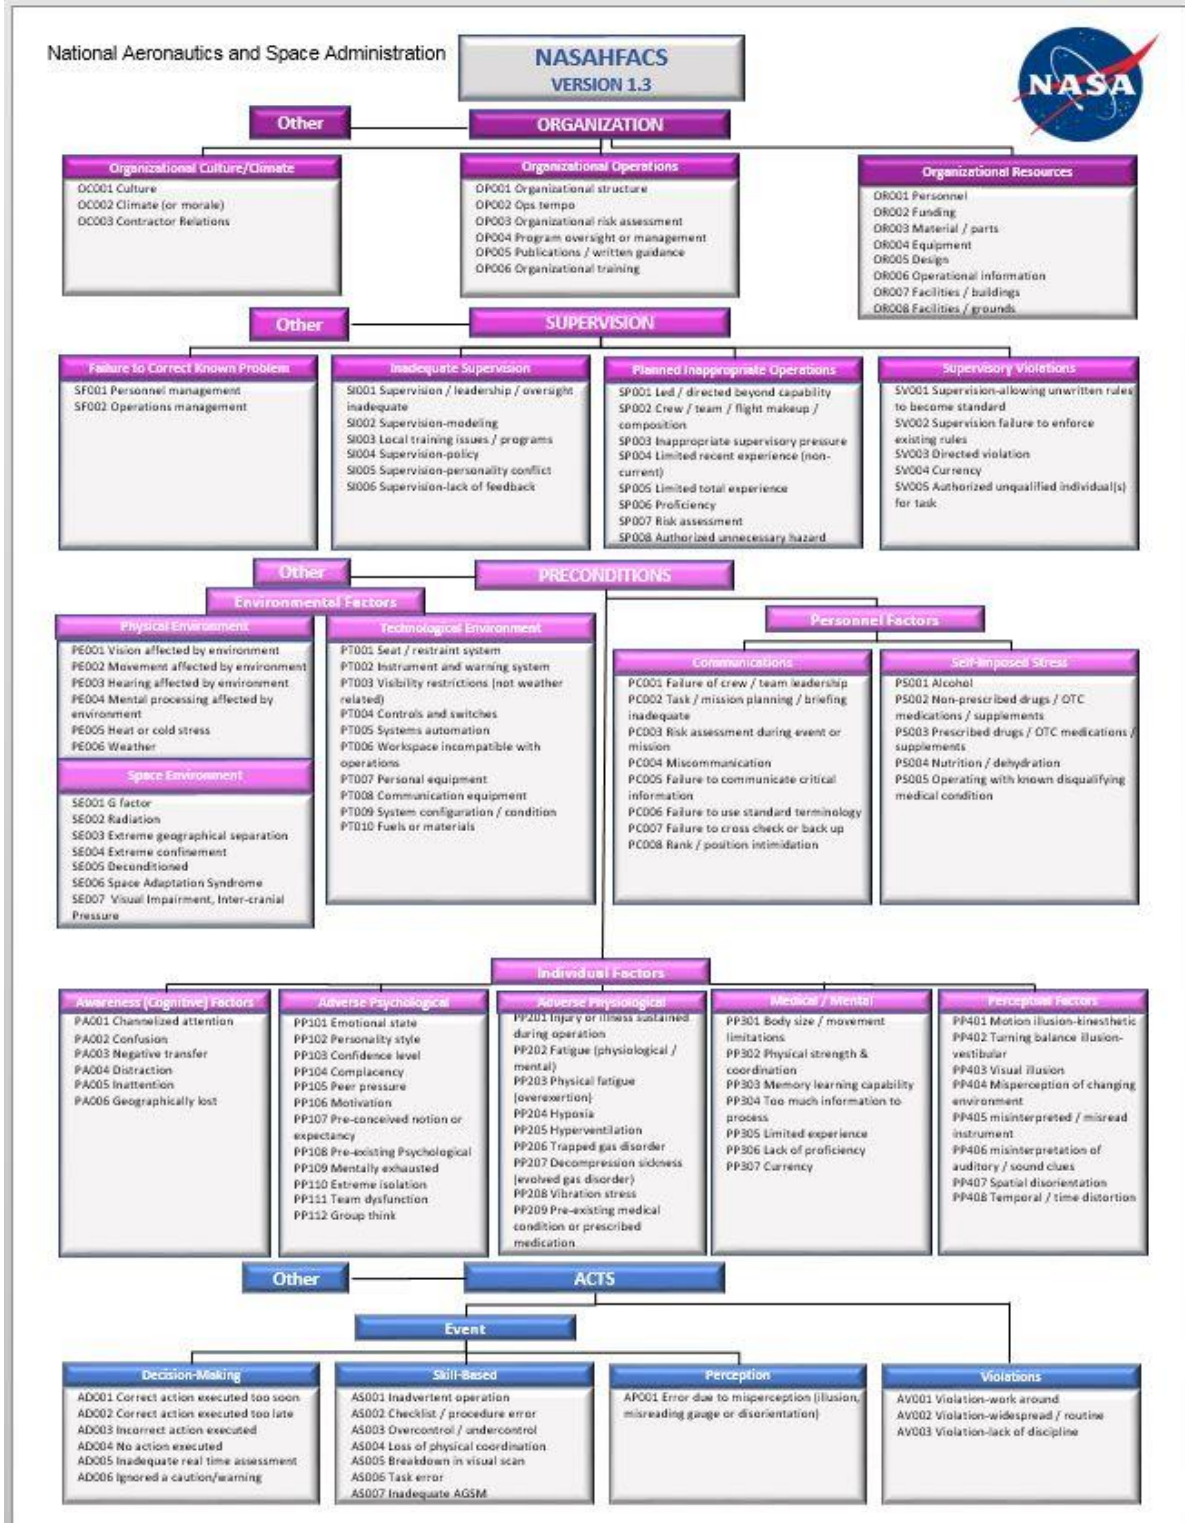 National Aeronautics and Space Administration
NASAHFACS
VERSION 1.3
NASA
Other
ORGANIZATION
Organizational Culture/Climate
OC001 Culture
OC002 Climate (or morale)
OC003 Contractor Relations
Organizational Operations
OP001 Organizational structure
OP002 Ops tempo
OP003 Organizational risk assessment
OP004 Program oversight or management
OP005 Publications / written guidance
OP006 Organizational training
Organizational Resources
OR001 Personnel
OR002 Funding
OR003 Material / parts
OR004 Equipment
OR005 Design
OR006 Operational information
OR007 Facilities / buildings
OR008 Facilities / grounds
Other
SUPERVISION
Failure to Correct Known Problem
SF001 Personnel management
SF002 Operations management
Inadequate Supervision
SI001 Supervision / leadership / oversight
inadequate
SI002 Supervision-modeling
SI003 Local training issues / programs
SI004 Supervision-policy
SI005 Supervision-personality conflict
SI006 Supervision-lack of feedback
Planned Inappropriate Operations
SP001 Led / directed beyond capability
SP002 Crew / team / flight makeup /
composition
SP003 Inappropriate supervisory pressure
SP004 Limited recent experience (non-
current)
SP005 Limited total experience
SP006 Proficiency
SP007 Risk assessment
SP008 Authorized unnecessary hazard
Supervisory Violations
SV001 Supervision-allowing unwritten rules
to become standard
SV002 Supervision failure to enforce
existing rules
SV003 Directed violation
SV004 Currency
SV005 Authorized unqualified individual(s)
for task
Other
PRECONDITIONS
Environmental Factors
Physical Environment
PE001 Vision affected by environment
PE002 Movement affected by environment
PE003 Hearing affected by environment
PE004 Mental processing affected by
environment
PE005 Heat or cold stress
PE006 Weather
Space Environment
SE001 G factor
SE002 Radiation
SE003 Extreme geographical separation
SE004 Extreme confinement
SE005 Deconditioned
SE006 Space Adaptation Syndrome
SE007 Visual Impairment, Inter-cranial
Pressure
Technological Environment
PT001 Seat / restraint system
PT002 Instrument and warning system
PT003 Visibility restrictions (not weather
related)
PT004 Controls and switches
PT005 Systems automation
PT006 Workspace incompatible with
operations
PT007 Personal equipment
PT008 Communication equipment
PT009 System configuration / condition
PT010 Fuels or materials
Personnel Factors
Communications
PC001 Failure of crew / team leadership
PC002 Task / mission planning / briefing
inadequate
PC003 Risk assessment during event or
mission
PC004 Miscommunication
PC005 Failure to communicate critical
information
PC006 Failure to use standard terminology
PC007 Failure to cross check or back up
PC008 Rank / position intimidation
Self-Imposed Stress
PS001 Alcohol
PS002 Non-prescribed drugs / OTC
medications / supplements
PS003 Prescribed drugs / OTC medications /
supplements
PS004 Nutrition / dehydration
PS005 Operating with known disqualifying
medical condition
Individual Factors
Awareness (Cognitive) Factors
PA001 Channelized attention
PA002 Confusion
PA003 Negative transfer
PA004 Distraction
PA005 Inattention
PA006 Geographically lost
Adverse Psychological
PP101 Emotional state
PP102 Personality style
PP103 Confidence level
PP104 Complacency
PP105 Peer pressure
PP106 Motivation
PP107 Pre-conceived notion or
expectancy
PP108 Pre-existing Psychological
PP109 Mentally exhausted
PP110 Extreme isolation
PP111 Team dysfunction
PP112 Group think
Adverse Physiological
PP201 Injury or illness sustained
during operation
PP202 Fatigue (physiological /
mental)
PP203 Physical fatigue
(overexertion)
PP204 Hypoxia
PP205 Hyperventilation
PP206 Trapped gas disorder
PP207 Decompression sickness
(evolved gas disorder)
PP208 Vibration stress
PP209 Pre-existing medical
condition or prescribed
medication
Medical / Mental
PP301 Body size / movement
limitations
PP302 Physical strength &
coordination
PP303 Memory learning capability
PP304 Too much information to
process
PP305 Limited experience
PP306 Lack of proficiency
PP307 Currency
Perceptual Factors
PP401 Motion illusion-kinesthetic
PP402 Turning balance illusion-
vestibular
PP403 Visual illusion
PP404 Misperception of changing
environment
PP405 misinterpreted / misread
instrument
PP406 misinterpretation of
auditory / sound clues
PP407 Spatial disorientation
PP408 Temporal / time distortion
Other
ACTS
Event
Decision-Making
AD001 Correct action executed too soon
AD002 Correct action executed too late
AD003 Incorrect action executed
AD004 No action executed
AD005 Inadequate real time assessment
AD006 Ignored a caution/warning
Skill-Based
AS001 Inadvertent operation
AS002 Checklist / procedure error
AS003 Overcontrol / undercontrol
AS004 Loss of physical coordination
AS005 Breakdown in visual scan
AS006 Task error
AS007 Inadequate AGSM
Perception
AP001 Error due to misperception (illusion,
misreading gauge or disorientation)
Violations
AV001 Violation-work around
AV002 Violation-widespread / routine
AV003 Violation-lack of discipline